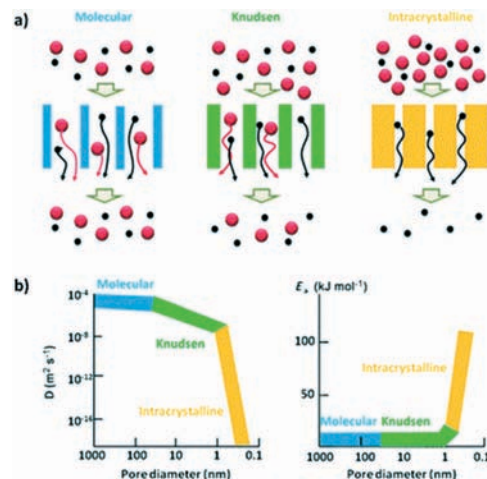 a)
Molecular
Knudsen
Intracrystalline
b)
Molecular
Knudsen
Intracrystalline
D (m² s⁻¹)
10⁻⁴
10⁻⁸
10⁻¹²
10⁻¹⁶
1000 100 10 1 0.1
Pore diameter (nm)
(kJ mol⁻¹)
100
50
Intracrystalline
Molecular Knudsen
1000 100 10 1 0.1
Pore diameter (nm)